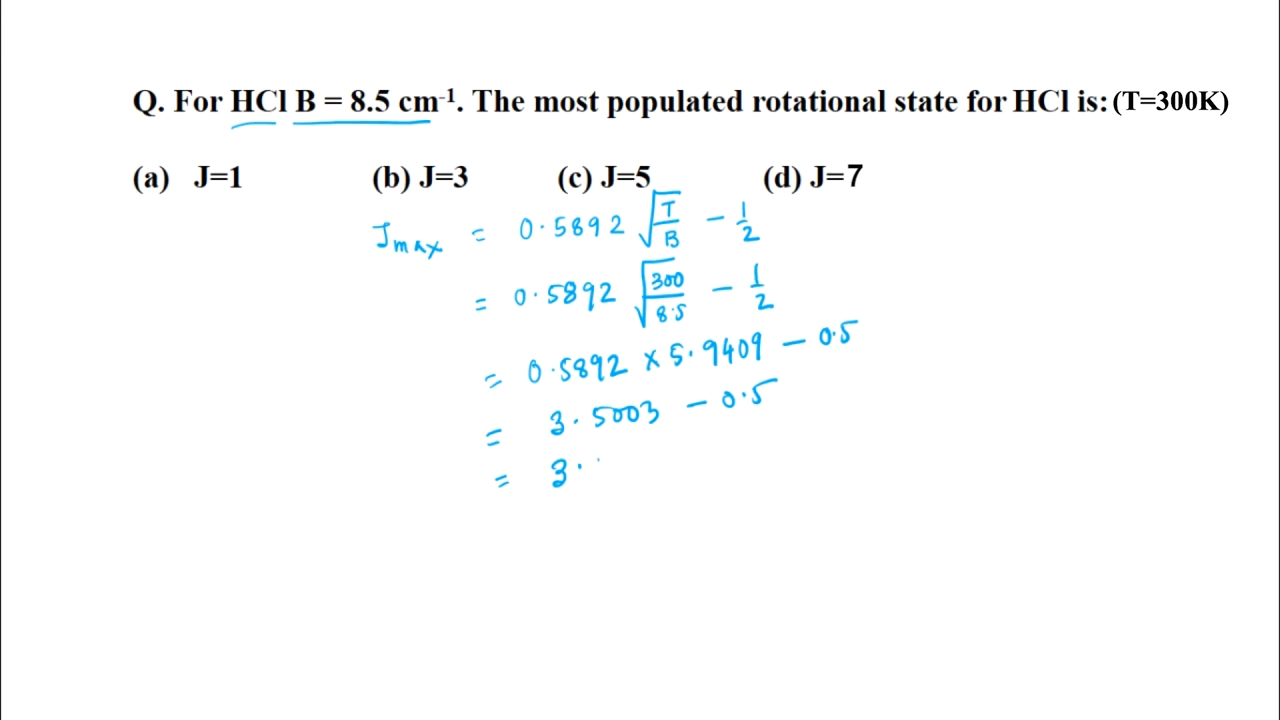 Q. For HCl B = 8.5 cm⁻¹. The most populated rotational state for HCl is: (T=300K)
(a) J=1 (b) J=3 (c) J=5 (d) J=7
Jmax = 0.5892 √(T/B) - 1/2
= 0.5892 √(300/8.5) - 1/2
= 0.5892 x 5.9409 - 0.5
= 3.5003 - 0.5
= 3.